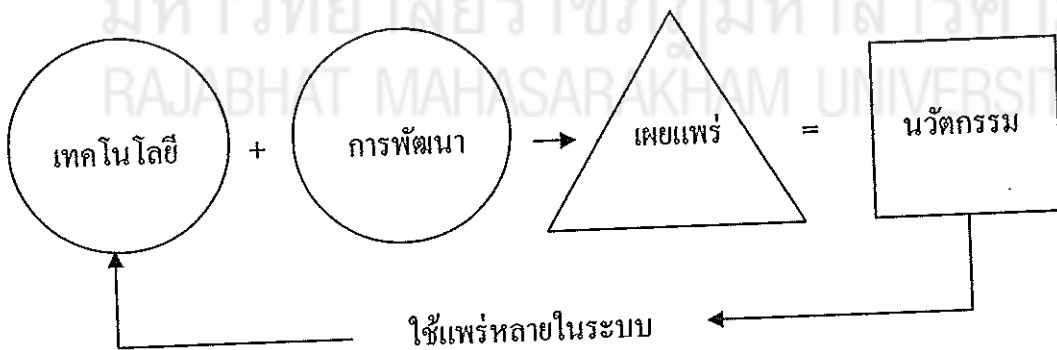 มหาวิทยาลัยราชภัฏมหาสารคาม
RAJABHAT MAHASARAKHAM UNIVERSIT
เทคโนโลยี + การพัฒนา → เผยแพร่ = นวัตกรรม
ใช้แพร่หลายในระบบ